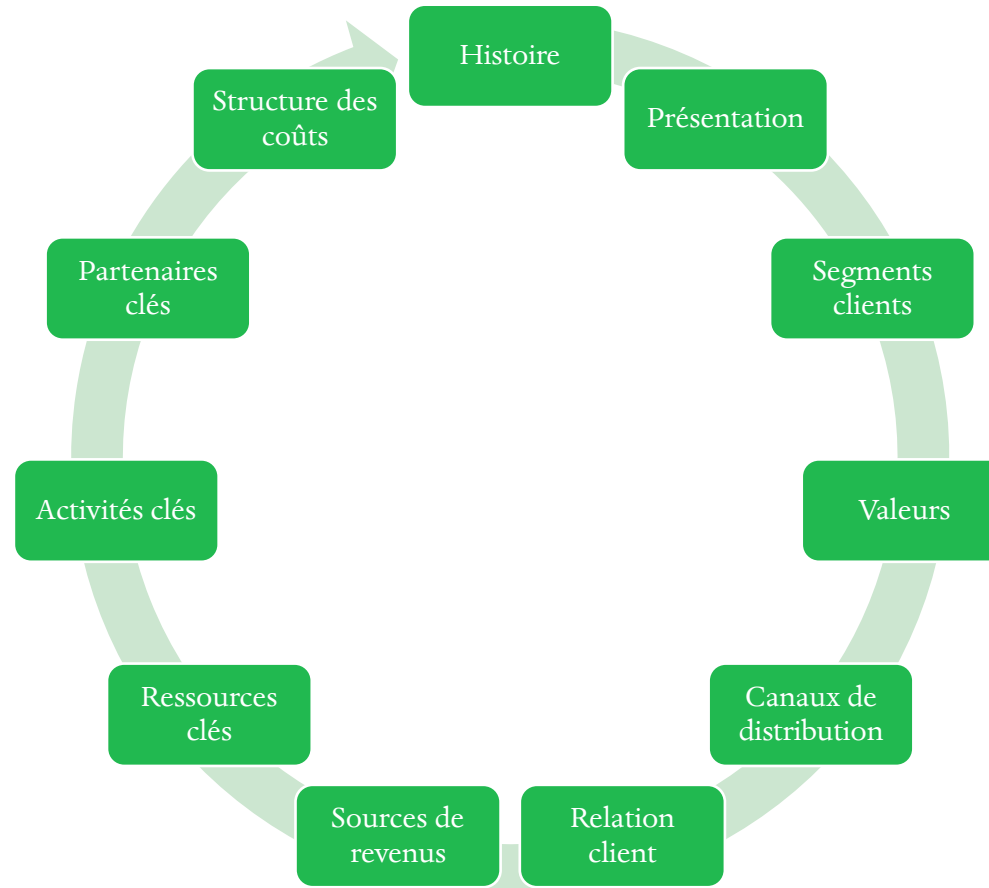 Histoire
Présentation
Segments
clients
Valeurs
Canaux de
distribution
Relation
client
Sources de
revenus
Ressources
clés
Activités clés
Partenaires
clés
Structure des
coûts